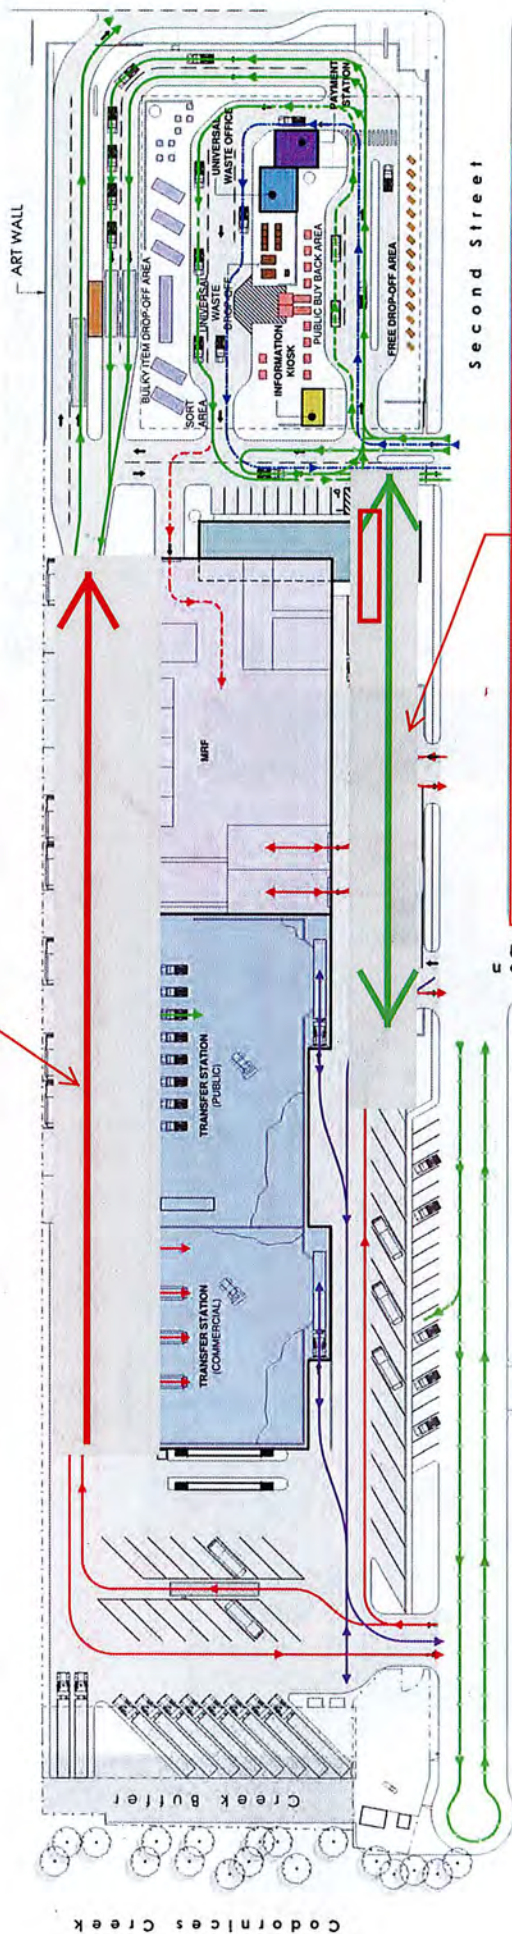 ART WALL
PAYMENT
STATION
UNIVERSAL
WASTE OFFICE
BULKY ITEM DROP-OFF AREA
UNIVERSAL
WASTE
DROP-OFF
PUBLIC BUY BACK AREA
INFORMATION
KIOSK
FREE DROP-OFF AREA
SORT
AREA
Second Street
MRF
TRANSFER STATION
(PUBLIC)
TRANSFER STATION
(COMMERCIAL)
Creek Buffer
Codornices Creek